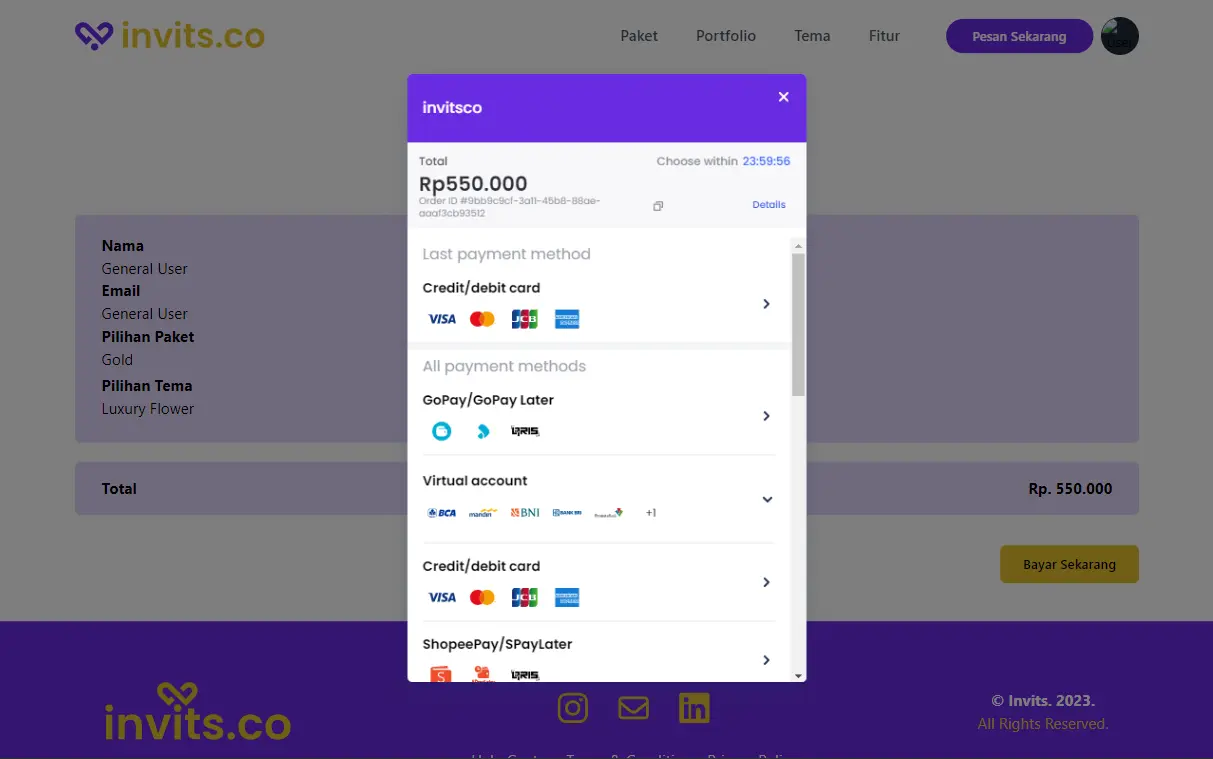 invits.co
Paket
Portfolio
Tema
Fitur
Pesan Sekarang
invitsco
Total
Choose within 23:59:56
Rp550.000
Order ID #9bb9c9cf-3a11-45b8-88ae-
aaaf3cb93512
Details
Nama
General User
Email
General User
Pilihan Paket
Gold
Pilihan Tema
Luxury Flower
Total
Rp. 550.000
Bayar Sekarang
Last payment method
Credit/debit card
VISA
JCB
All payment methods
GoPay/GoPay Later
QRIS
Virtual account
BCA
mandiri
BNI
BANK BRI
+1
Credit/debit card
VISA
JCB
ShopeePay/SPayLater
QRIS
invits.co
© Invits. 2023.
All Rights Reserved.